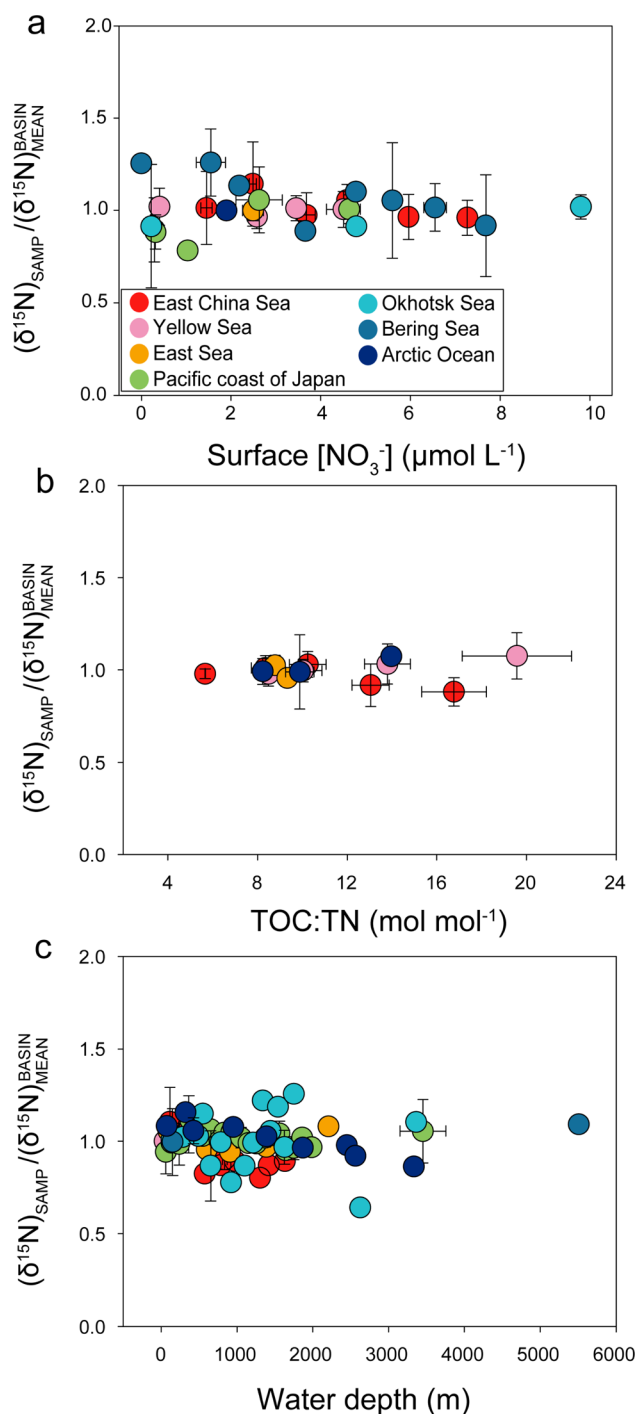 a
2.0
1.5
1.0
0.5
0.0
(δ¹⁵N)SAMP/(δ¹⁵N)BASIN MEAN
East China Sea
Yellow Sea
East Sea
Pacific coast of Japan
Okhotsk Sea
Bering Sea
Arctic Ocean
0 2 4 6 8 10
Surface [NO₃⁻] (μmol L⁻¹)
b
2.0
1.5
1.0
0.5
0.0
(δ¹⁵N)SAMP/(δ¹⁵N)BASIN MEAN
4 8 12 16 20 24
TOC:TN (mol mol⁻¹)
c
2.0
1.5
1.0
0.5
0.0
(δ¹⁵N)SAMP/(δ¹⁵N)BASIN MEAN
0 1000 2000 3000 4000 5000 6000
Water depth (m)